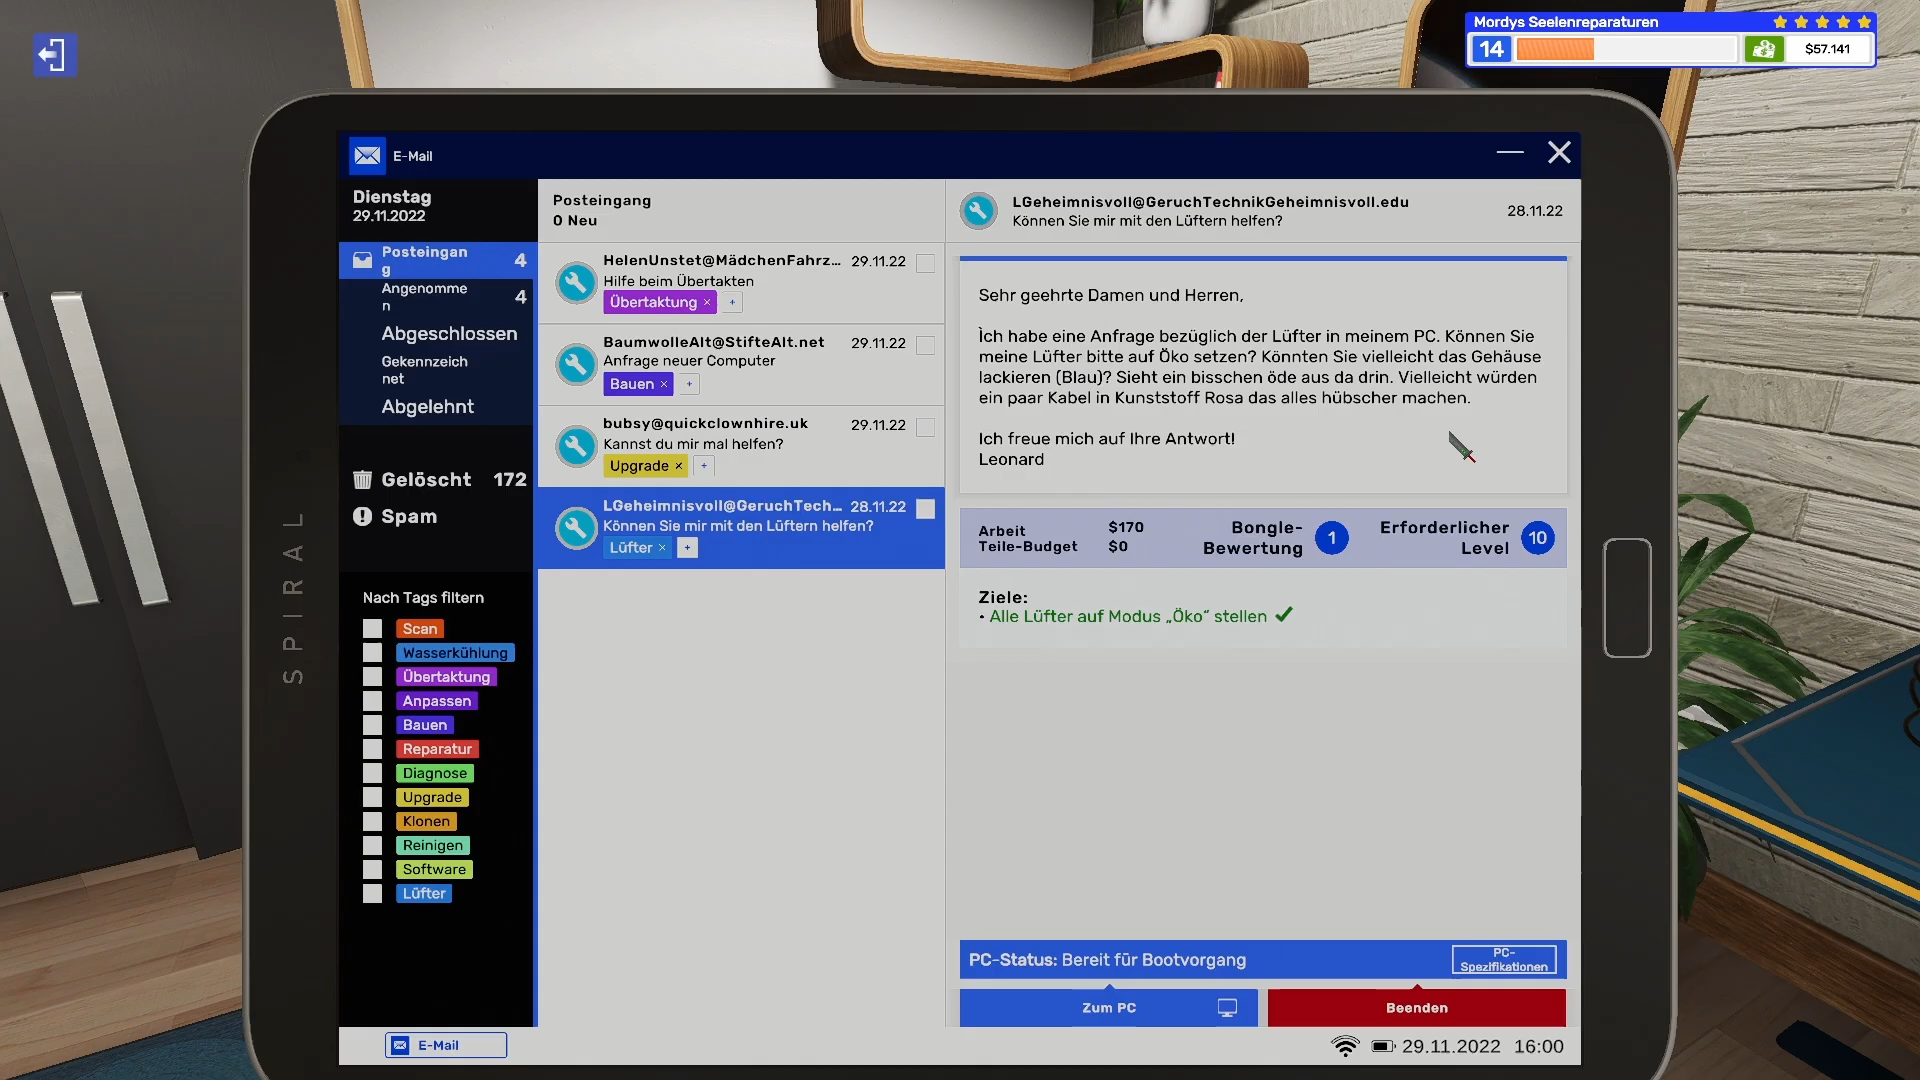 Mordys Seelenreparaturen
14
$57.141
E-Mail
Dienstag
29.11.2022
Posteingan
g
4
Angenomme
n
4
Abgeschlossen
Gekennzeich
net
Abgelehnt
Gelöscht 172
Spam
Nach Tags filtern
Scan
Wasserkühlung
Übertaktung
Anpassen
Bauen
Reparatur
Diagnose
Upgrade
Klonen
Reinigen
Software
Lüfter
Posteingang
0 Neu
HelenUnstet@MädchenFahrz... 29.11.22
Hilfe beim Übertakten
Übertaktung × +
BaumwolleAlt@StifteAlt.net 29.11.22
Anfrage neuer Computer
Bauen × +
bubsy@quickclownhire.uk 29.11.22
Kannst du mir mal helfen?
Upgrade × +
LGeheimnisvoll@GeruchTech... 28.11.22
Können Sie mir mit den Lüftern helfen?
Lüfter × +
LGeheimnisvoll@GeruchTechnikGeheimnisvoll.edu
Können Sie mir mit den Lüftern helfen?
28.11.22
Sehr geehrte Damen und Herren,
Ìch habe eine Anfrage bezüglich der Lüfter in meinem PC. Können Sie
meine Lüfter bitte auf Öko setzen? Könnten Sie vielleicht das Gehäuse
lackieren (Blau)? Sieht ein bisschen öde aus da drin. Vielleicht würden
ein paar Kabel in Kunststoff Rosa das alles hübscher machen.
Ich freue mich auf Ihre Antwort!
Leonard
Arbeit $170
Teile-Budget $0
Bongle-
Bewertung
1
Erforderlicher
Level
10
Ziele:
• Alle Lüfter auf Modus „Öko“ stellen
PC-Status: Bereit für Bootvorgang
PC-
Spezifikationen
Zum PC
Beenden
E-Mail
29.11.2022 16:00
SPIRAL